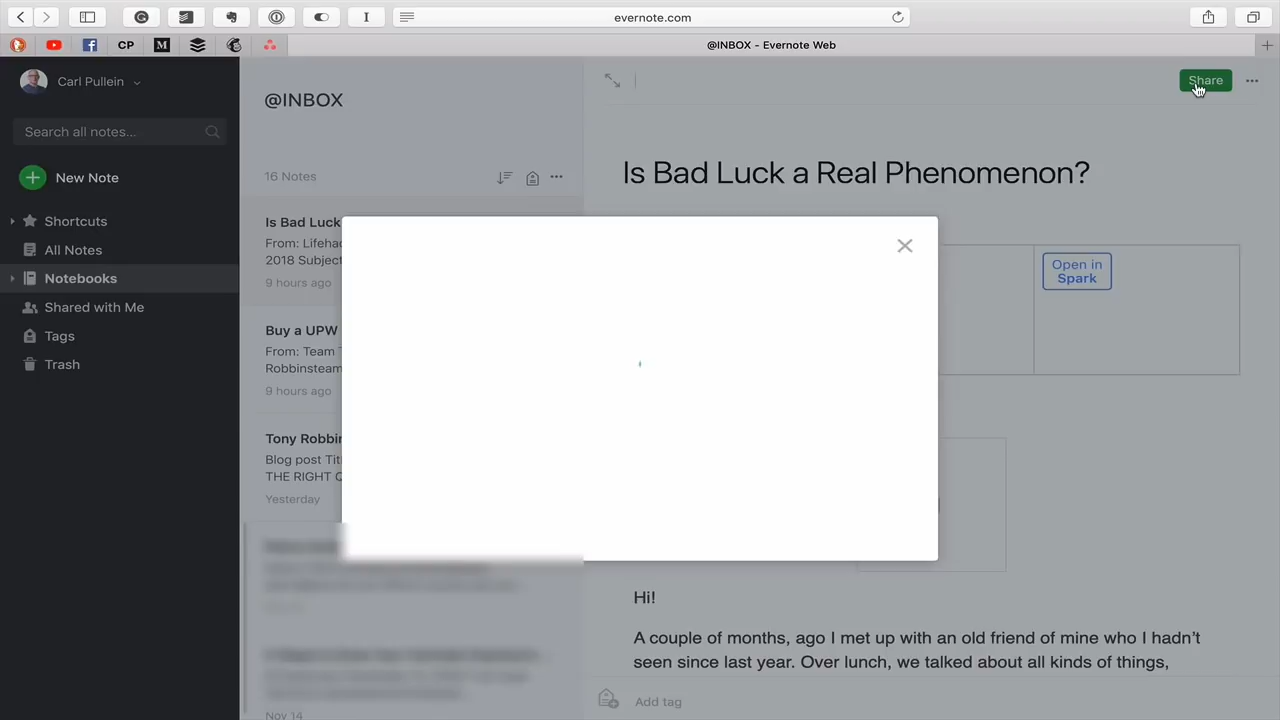 evernote.com
CP
M
@INBOX - Evernote Web
Carl Pullein
Search all notes...
New Note
Shortcuts
All Notes
Notebooks
Shared with Me
Tags
Trash
@INBOX
16 Notes
Is Bad Luck
From: Lifehac
2018 Subject
9 hours ago
Buy a UPW
From: Team T
Robbinsteam
9 hours ago
Tony Robbin
Blog post Tit
THE RIGHT Q
Yesterday
Nov 14
Share
Is Bad Luck a Real Phenomenon?
Open in
Spark
Hi!
A couple of months, ago I met up with an old friend of mine who I hadn't
seen since last year. Over lunch, we talked about all kinds of things,
Add tag